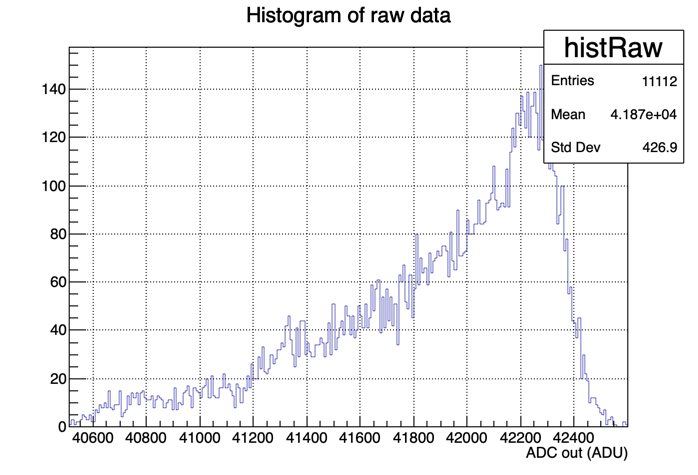 Histogram of raw data
histRaw
Entries 11112
Mean 4.187e+04
Std Dev 426.9
140
120
100
80
60
40
20
0
40600 40800 41000 41200 41400 41600 41800 42000 42200 42400
ADC out (ADU)